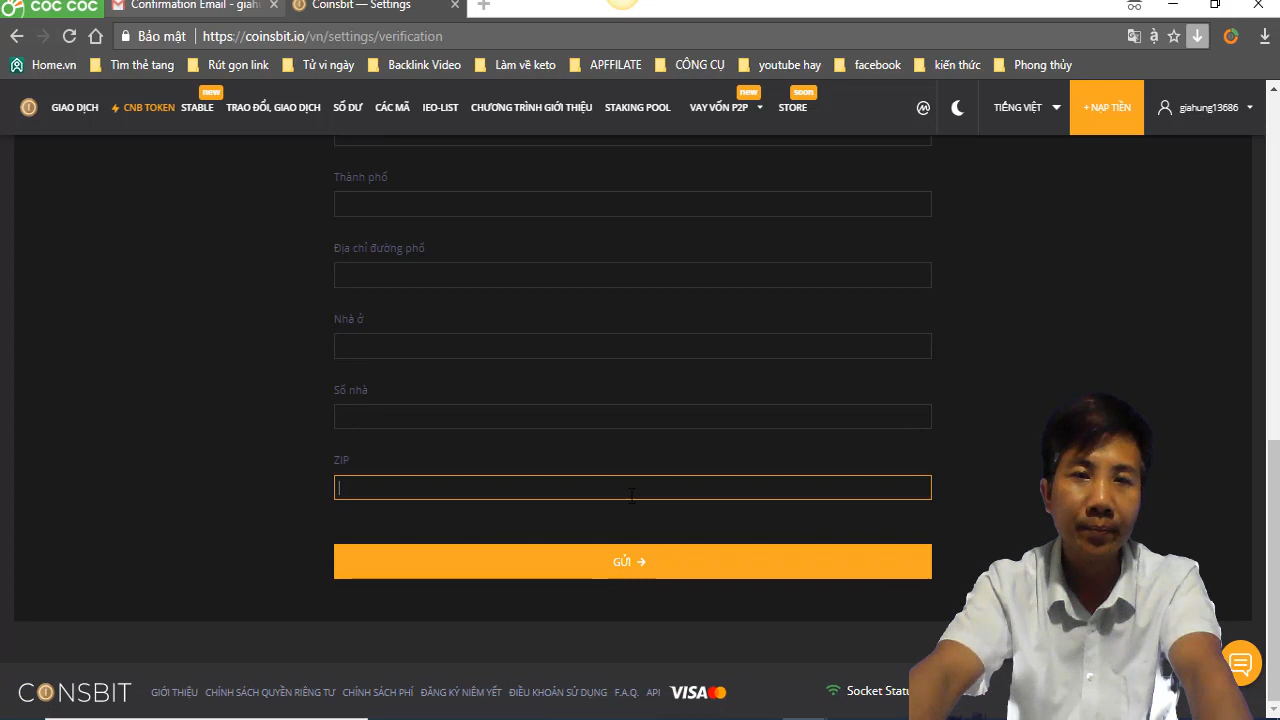 CỐC CỐC
Confirmation Email - giah
Coinsbit — Settings
Bảo mật
https://coinsbit.io/vn/settings/verification
Home.vn
Tìm thẻ tang
Rút gọn link
Tử vi ngày
Backlink Video
Làm về keto
APFFILATE
CÔNG CỤ
youtube hay
facebook
kiến thức
Phong thủy
GIAO DỊCH
CNB TOKEN
STABLE
new
TRAO ĐỔI, GIAO DỊCH
SỐ DƯ
CÁC MÃ
IEO-LIST
CHƯƠNG TRÌNH GIỚI THIỆU
STAKING POOL
VAY VỐN P2P
new
STORE
soon
TIẾNG VIỆT
+ NẠP TIỀN
giahung13686
Thành phố
Địa chỉ đường phố
Nhà ở
Số nhà
ZIP
GỬI →
COINSBIT
GIỚI THIỆU
CHÍNH SÁCH QUYỀN RIÊNG TƯ
CHÍNH SÁCH PHÍ
ĐĂNG KÝ NIÊM YẾT
ĐIỀU KHOẢN SỬ DỤNG
F.A.Q.
API
VISA
Socket Statu